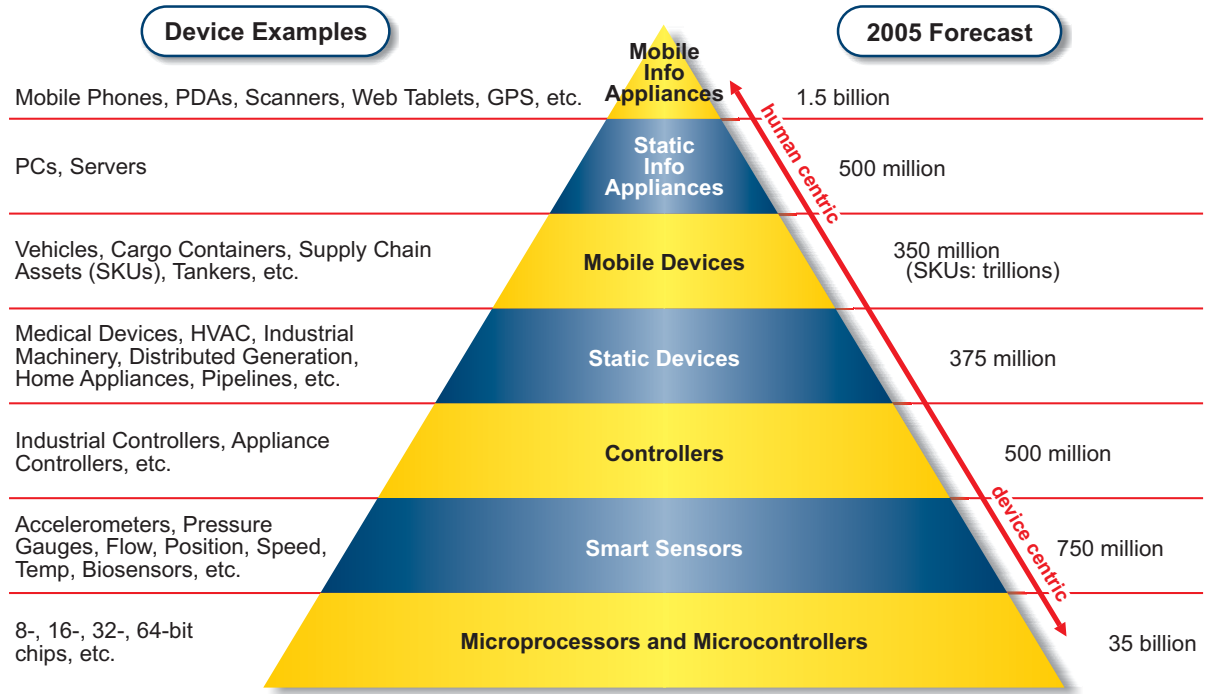 Device Examples
2005 Forecast
Mobile Phones, PDAs, Scanners, Web Tablets, GPS, etc.
Mobile
Info
Appliances
1.5 billion
PCs, Servers
Static
Info
Appliances
500 million
Vehicles, Cargo Containers, Supply Chain
Assets (SKUs), Tankers, etc.
Mobile Devices
350 million
(SKUs: trillions)
Medical Devices, HVAC, Industrial
Machinery, Distributed Generation,
Home Appliances, Pipelines, etc.
Static Devices
375 million
Industrial Controllers, Appliance
Controllers, etc.
Controllers
500 million
Accelerometers, Pressure
Gauges, Flow, Position, Speed,
Temp, Biosensors, etc.
Smart Sensors
750 million
8-, 16-, 32-, 64-bit
chips, etc.
Microprocessors and Microcontrollers
35 billion
human centric
device centric